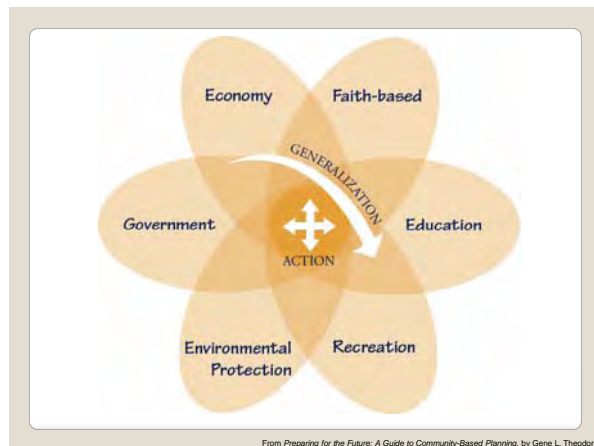 Economy
Faith-based
GENERALIZATION
Government
Education
ACTION
Environmental
Protection
Recreation
From Preparing for the Future: A Guide to Community-Based Planning, by Gene L. Theodor